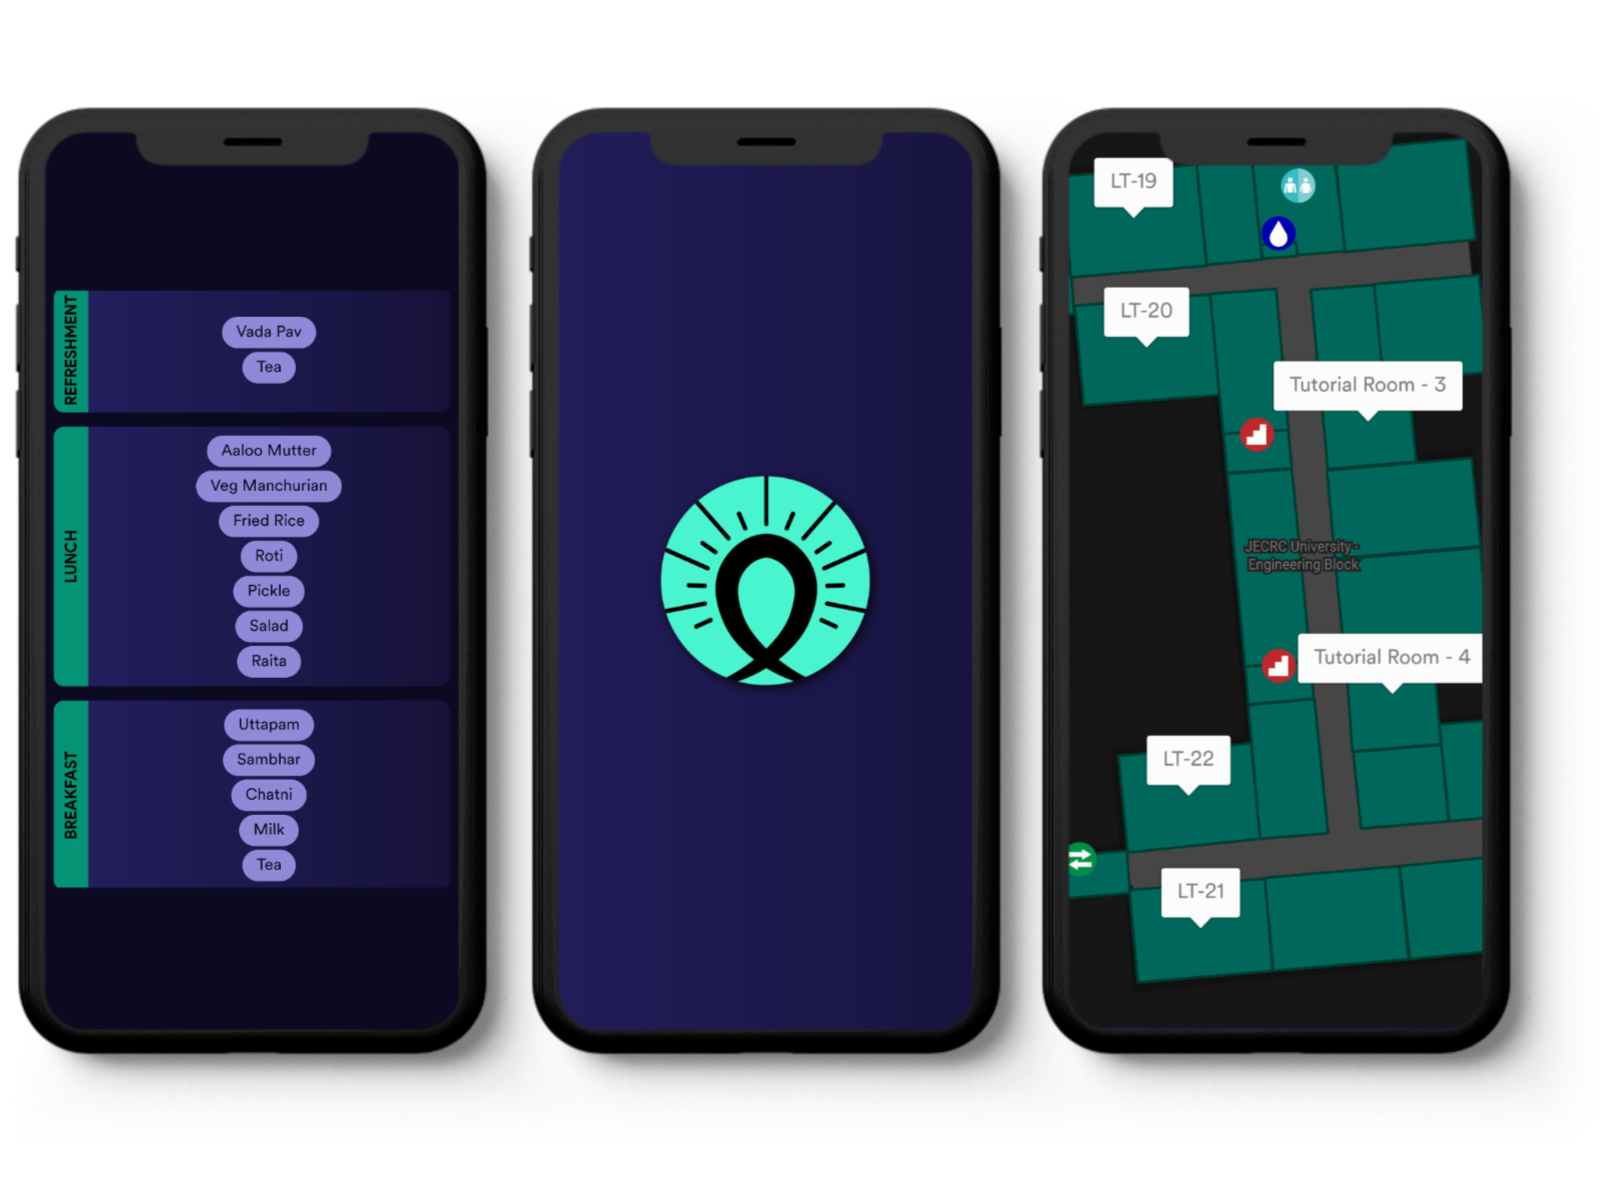 REFRESHMENT
Vada Pav
Tea
LUNCH
Aaloo Mutter
Veg Manchurian
Fried Rice
Roti
Pickle
Salad
Raita
BREAKFAST
Uttapam
Sambhar
Chatni
Milk
Tea
LT-19
LT-20
Tutorial Room - 3
JECRC University -
Engineering Block
Tutorial Room - 4
LT-22
LT-21